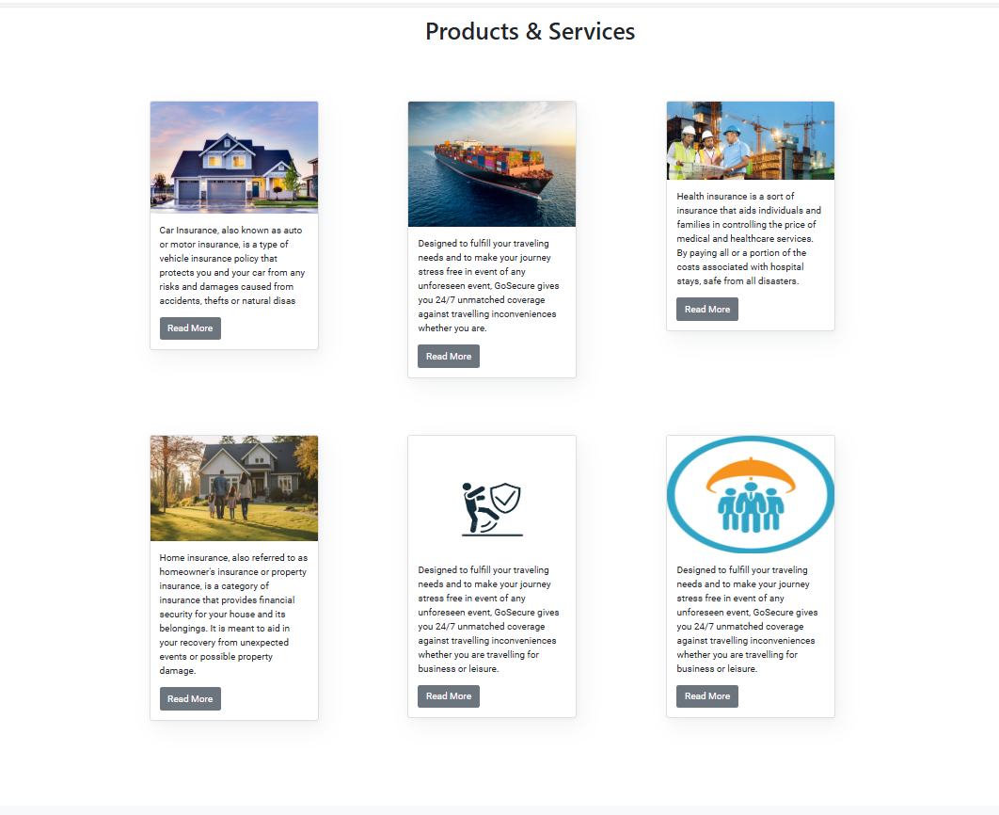 Products & Services
Car Insurance, also known as auto
or motor insurance, is a type of
vehicle insurance policy that
protects you and your car from any
risks and damages caused from
accidents, thefts or natural disas
Read More
Designed to fulfill your traveling
needs and to make your journey
stress free in event of any
unforeseen event, GoSecure gives
you 24/7 unmatched coverage
against travelling inconveniences
whether you are.
Read More
Health insurance is a sort of
insurance that aids individuals and
families in controlling the price of
medical and healthcare services.
By paying all or a portion of the
costs associated with hospital
stays, safe from all disasters.
Read More
Home insurance, also referred to as
homeowner's insurance or property
insurance, is a category of
insurance that provides financial
security for your house and its
belongings. It is meant to aid in
your recovery from unexpected
events or possible property
damage.
Read More
Designed to fulfill your traveling
needs and to make your journey
stress free in event of any
unforeseen event, GoSecure gives
you 24/7 unmatched coverage
against travelling inconveniences
whether you are travelling for
business or leisure.
Read More
Designed to fulfill your traveling
needs and to make your journey
stress free in event of any
unforeseen event, GoSecure gives
you 24/7 unmatched coverage
against travelling inconveniences
whether you are travelling for
business or leisure.
Read More